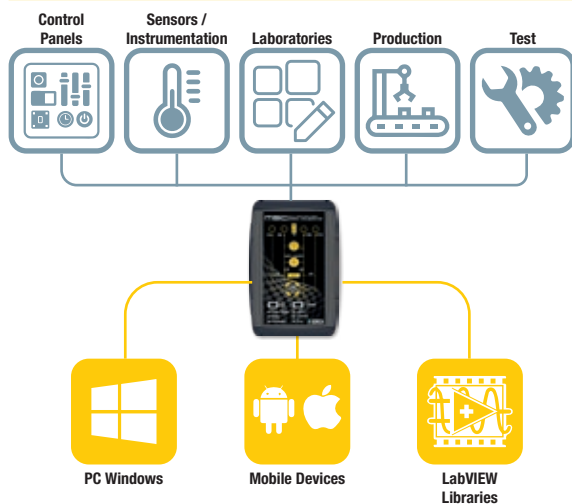 Control
Panels
Sensors /
Instrumentation
Laboratories
Production
Test
PC Windows
Mobile Devices
LabVIEW
Libraries